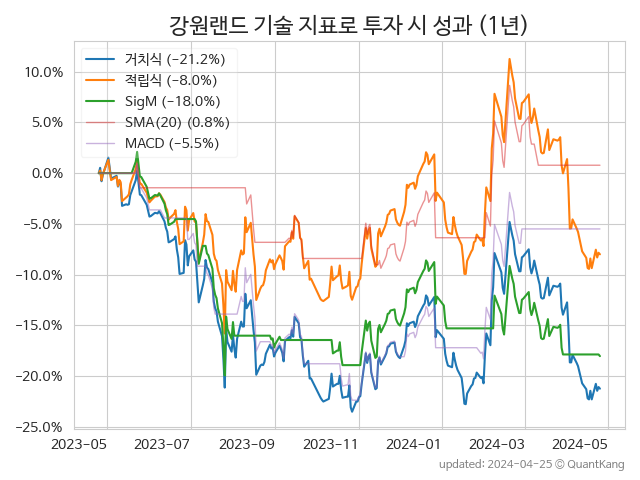 강원랜드 기술 지표로 투자 시 성과 (1년)
거치식 (−21.2%)
적립식 (−8.0%)
SigM (−18.0%)
SMA(20) (0.8%)
MACD (−5.5%)
10.0%
5.0%
0.0%
−5.0%
−10.0%
−15.0%
−20.0%
−25.0%
2023-05 2023-07 2023-09 2023-11 2024-01 2024-03 2024-05
updated: 2024-04-25 © QuantKang